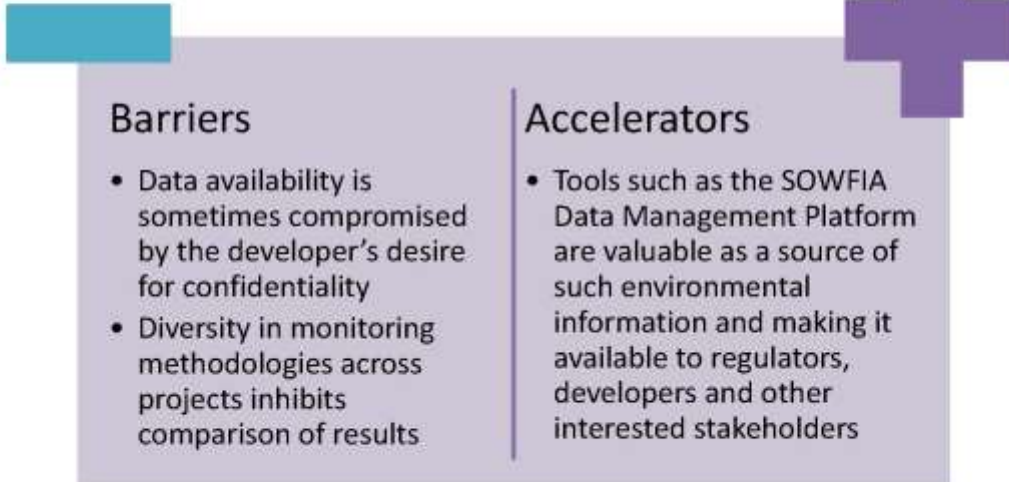 Barriers
• Data availability is
sometimes compromised
by the developer's desire
for confidentiality
• Diversity in monitoring
methodologies across
projects inhibits
comparison of results
Accelerators
• Tools such as the SOWFIA
Data Management Platform
are valuable as a source of
such environmental
information and making it
available to regulators,
developers and other
interested stakeholders